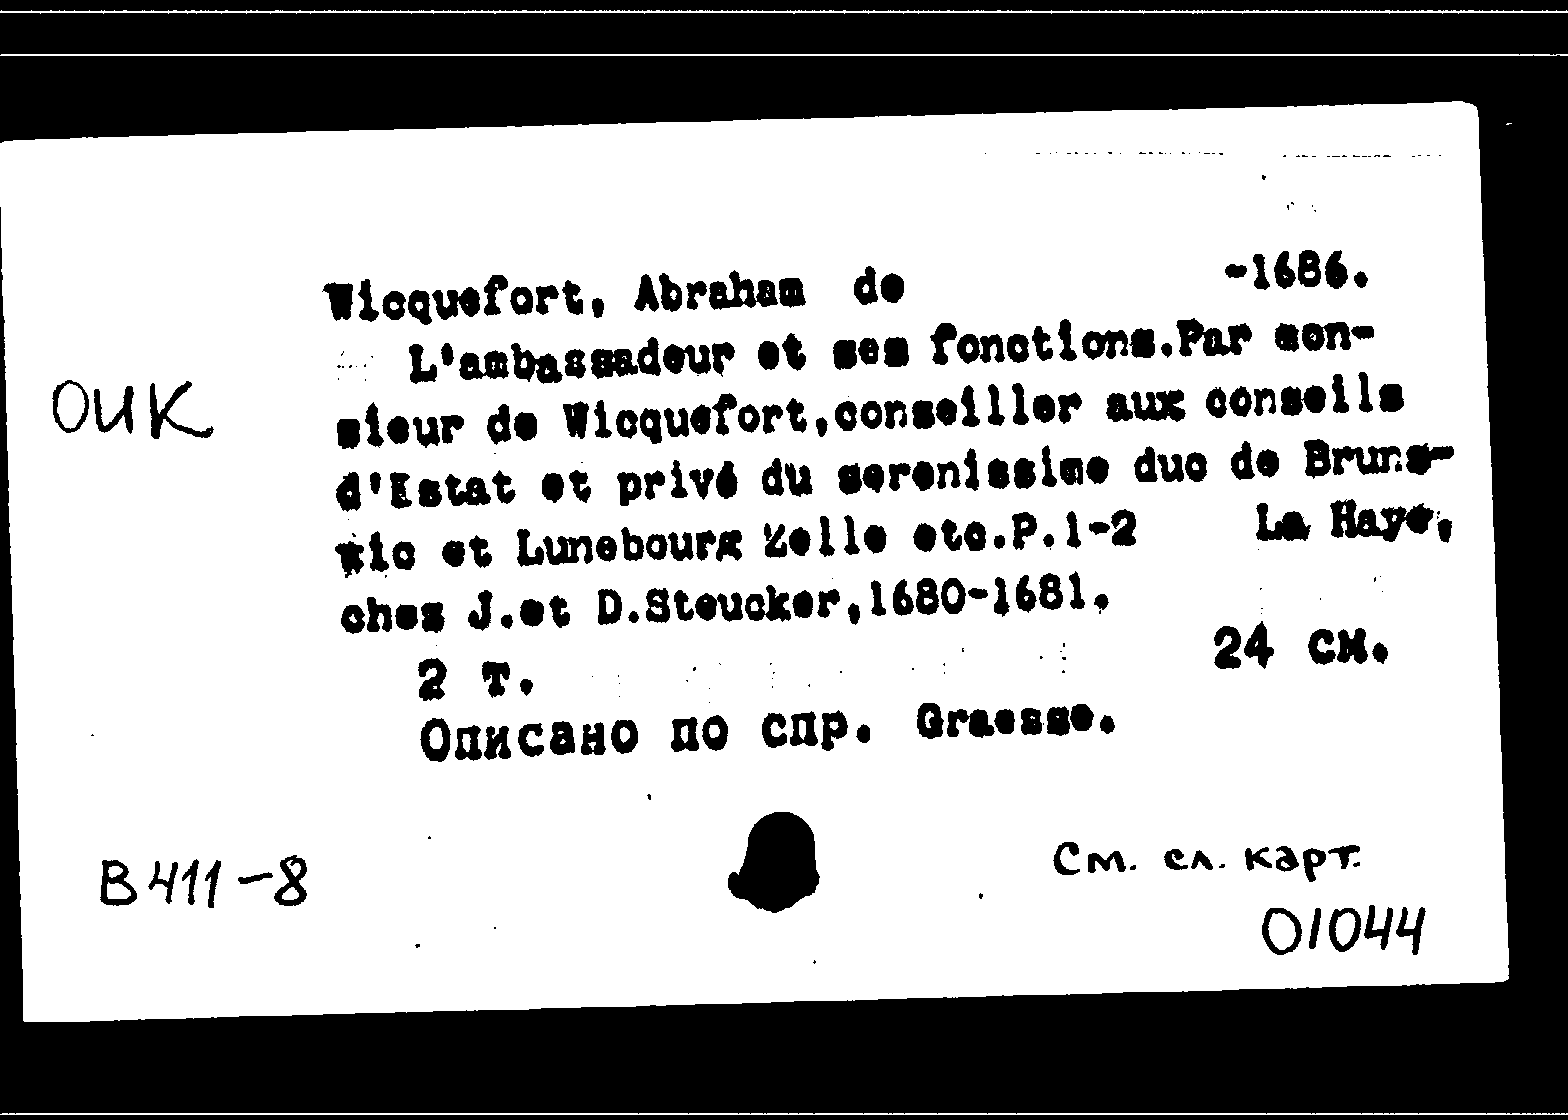 Wicquefort, Abraham de -1686.
L'ambassadeur et ses fonctions.Par mon-
ОИК
sieur de Wicquefort,conseiller aux conseils
d'Estat et privé du serenissime duc de Bruns-
wic et Lunebourg Zelle etc.P.1-2 La Haye,
chez J.et D.Steucker,1680-1681.
2 т. 24 см.
Описано по спр. Graesse.
В 411-8
См. сл. карт.
01044